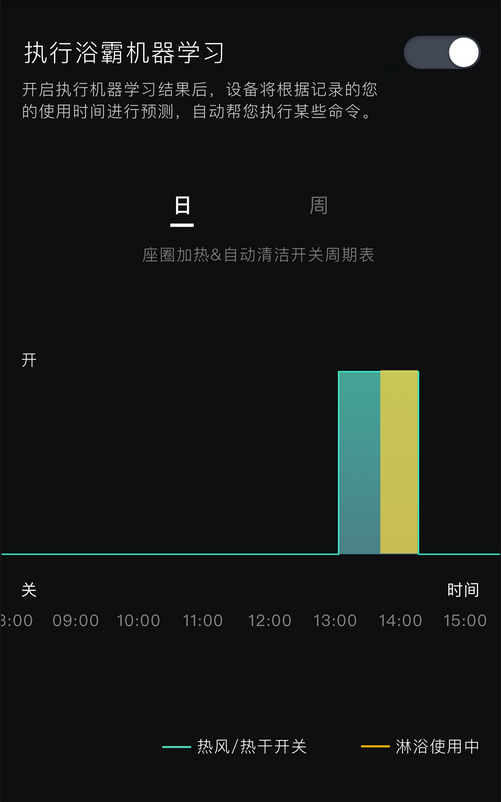 执行浴霸机器学习
开启执行机器学习结果后，设备将根据记录的您
的使用时间进行预测，自动帮您执行某些命令。
日 周
座圈加热&自动清洁开关周期表
开
关 时间
8:00 09:00 10:00 11:00 12:00 13:00 14:00 15:00
热风/热干开关 淋浴使用中